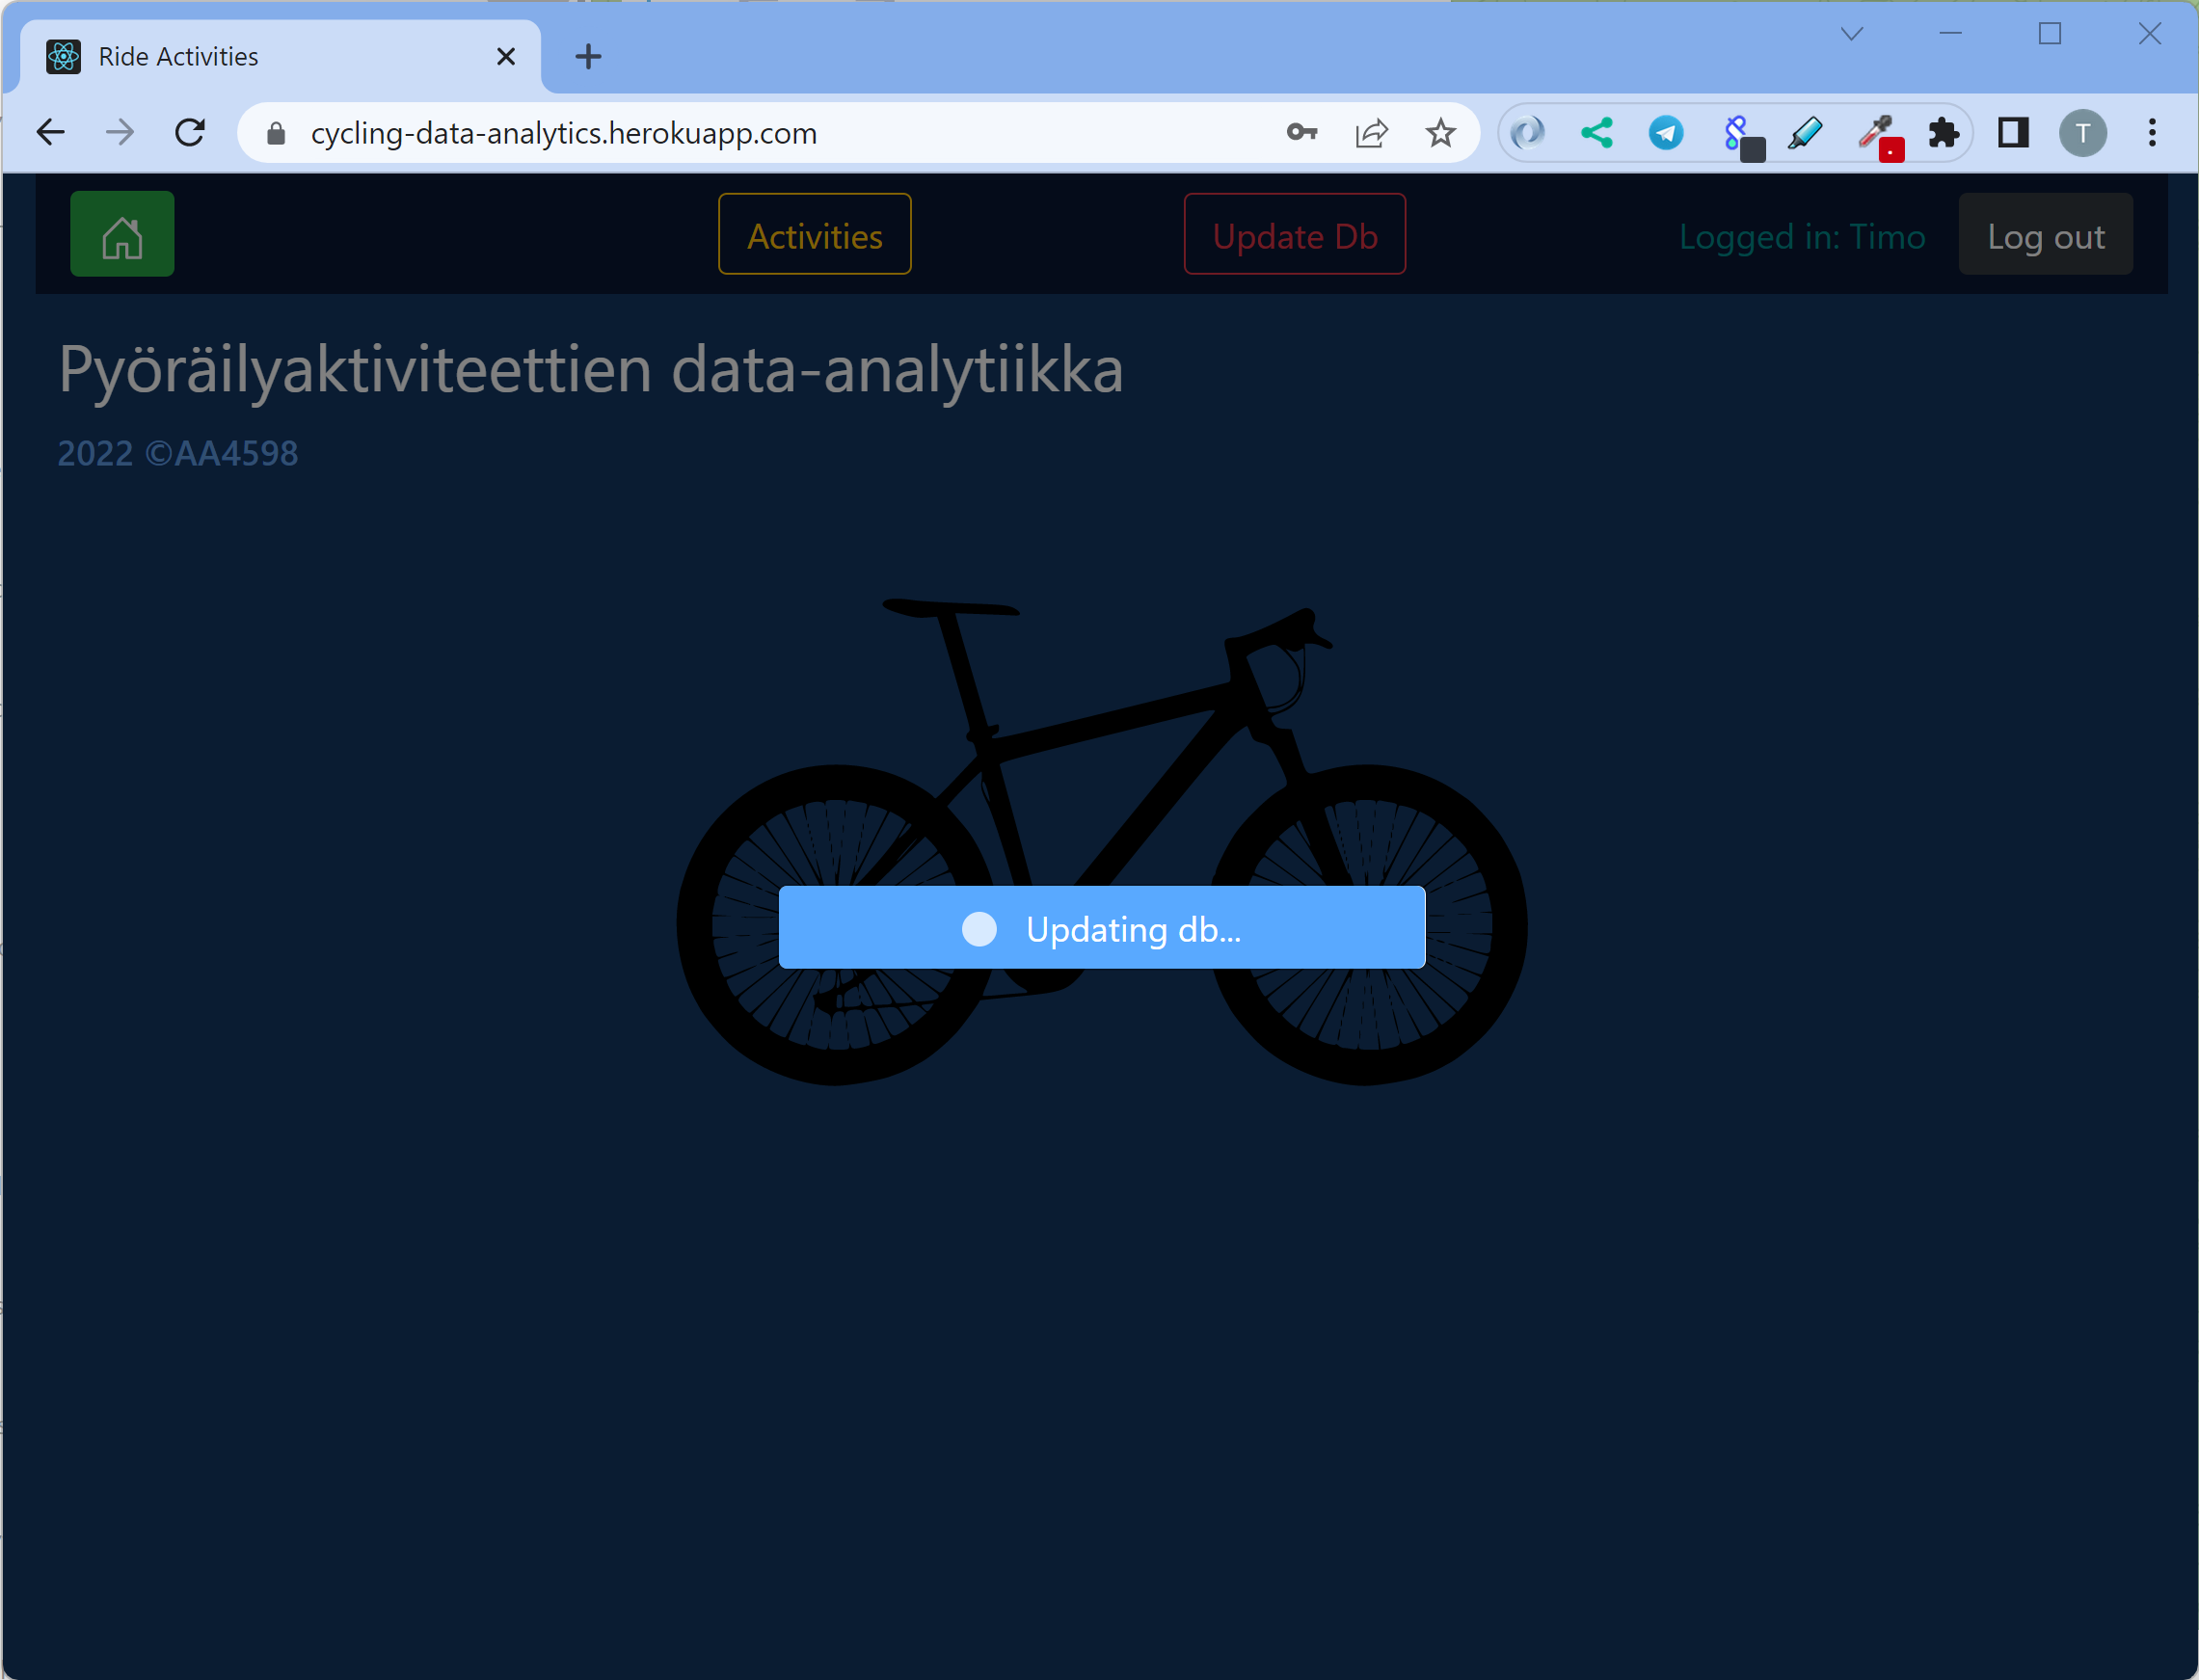 Ride Activities
cycling-data-analytics.herokuapp.com
T
Activities
Update Db
Logged in: Timo
Log out
Pyöräilyaktiviteettien data-analytiikka
2022 ©AA4598
Updating db...